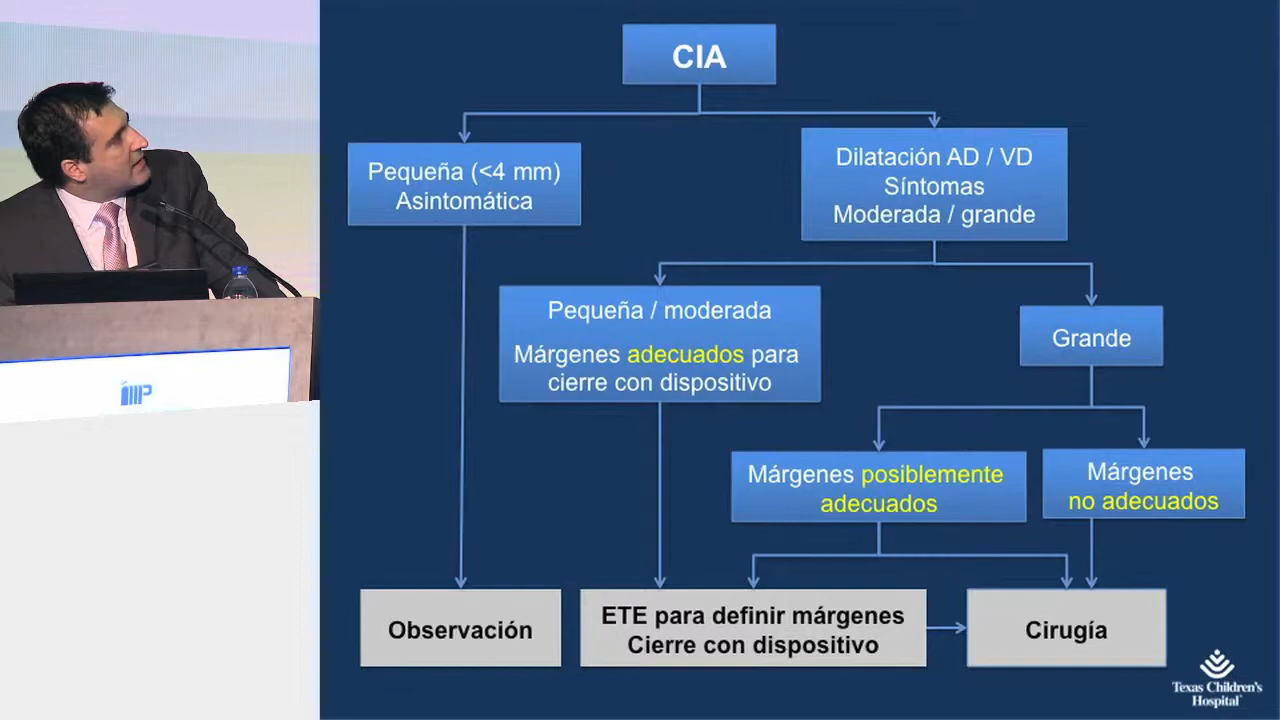 CIA
Pequeña (<4 mm)
Asintomática
Dilatación AD / VD
Síntomas
Moderada / grande
Pequeña / moderada
Márgenes adecuados para
cierre con dispositivo
Grande
Márgenes posiblemente
adecuados
Márgenes
no adecuados
Observación
ETE para definir márgenes
Cierre con dispositivo
Cirugía
Texas Children's
Hospital